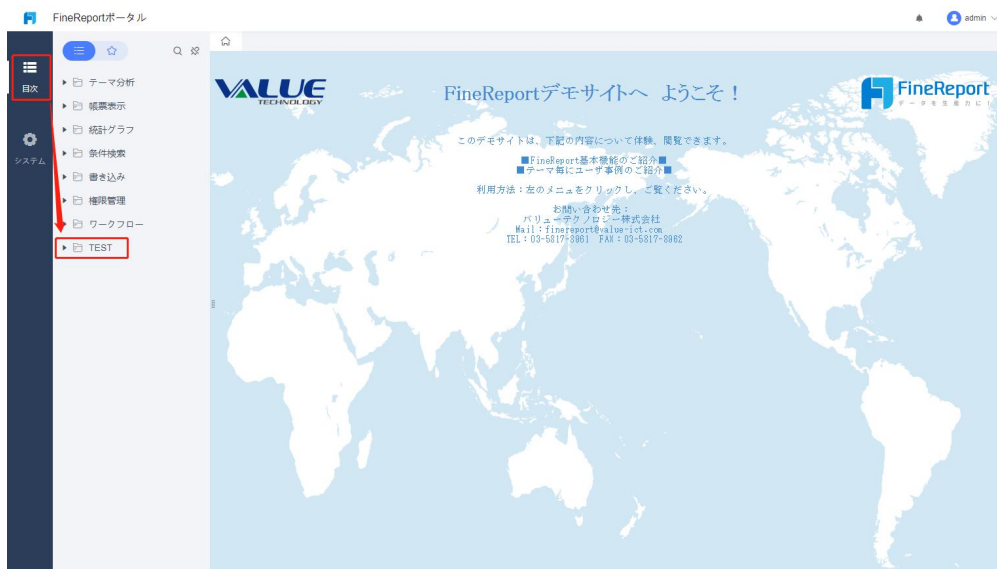 FineReportポータル
admin
目次
システム
テーマ分析
帳票表示
統計グラフ
条件検索
書き込み
権限管理
ワークフロー
TEST
VALUE
TECHNOLOGY
FineReportデモサイトへ ようこそ！
FineReport
データを生産力に！
このデモサイトは、下記の内容について体験、閲覧できます。
■FineReport基本機能のご紹介■
■テーマ毎にユーザ事例のご紹介■
利用方法：左のメニュをクリックし、ご覧ください。
お問い合わせ先：
バリューテクノロジー株式会社
Mail：finereport@value-ict.com
TEL：03-5817-8961 FAX：03-5817-8962